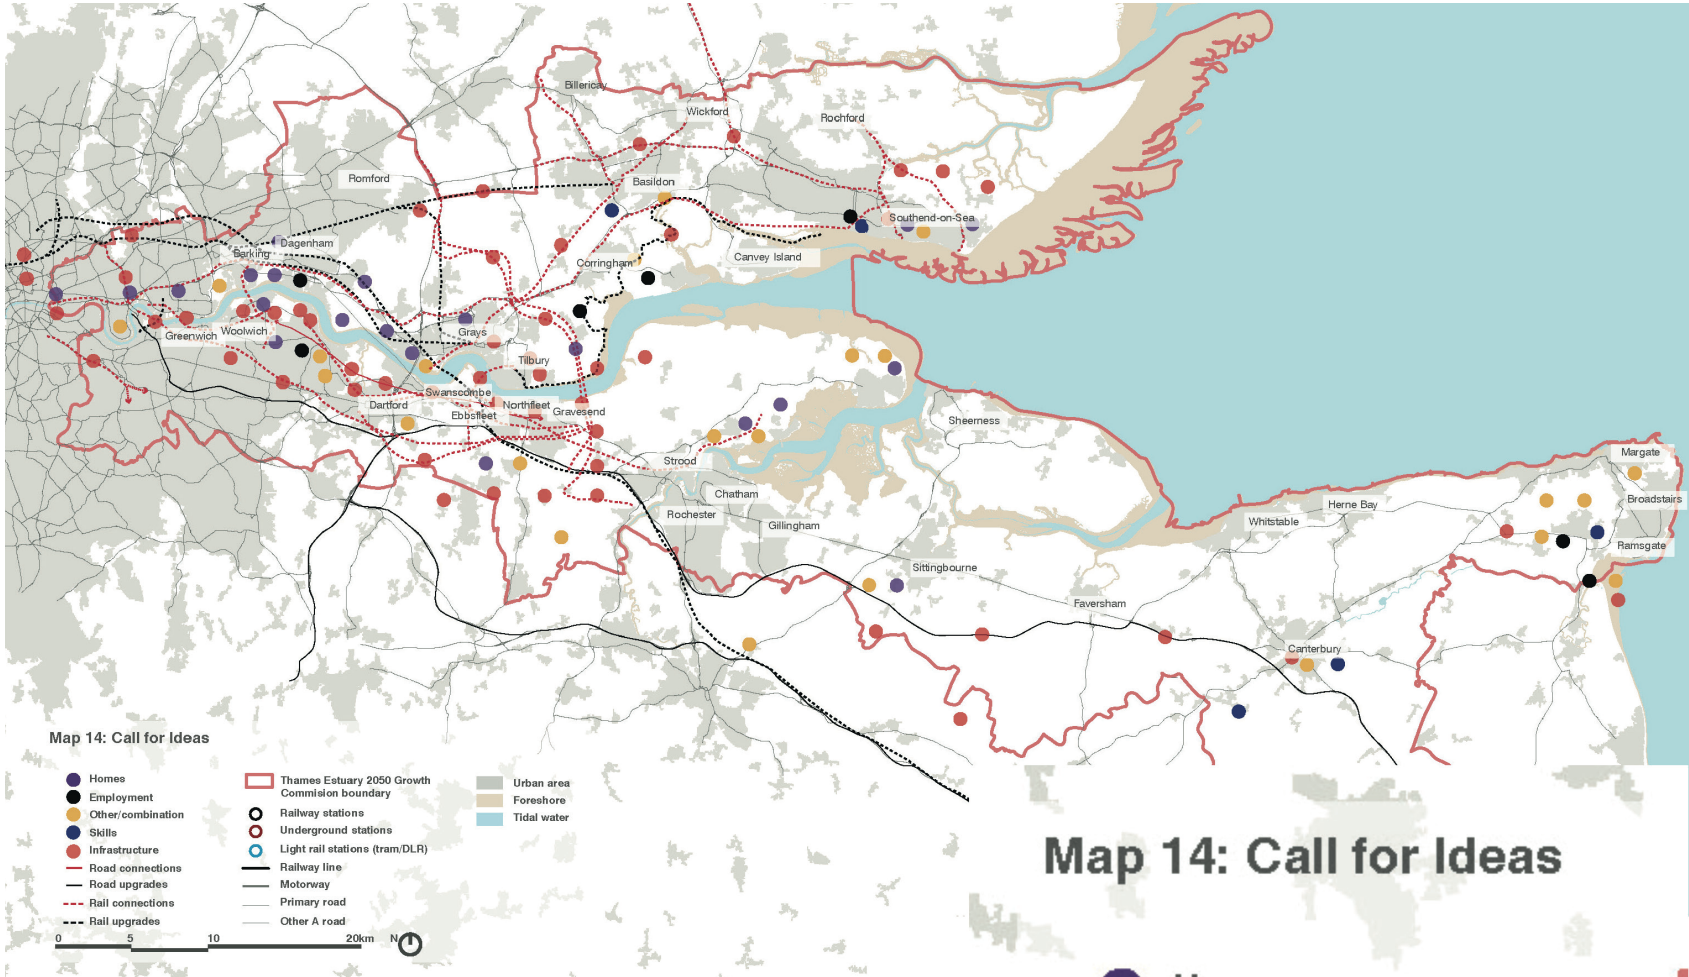 Billericay
Wickford
Rochford
Romford
Basildon
Southend-on-Sea
Dagenham
Barking
Corringham
Canvey Island
Greenwich
Woolwich
Grays
Tilbury
Swanscombe
Dartford
Northfleet
Ebbsfleet
Gravesend
Sheerness
Strood
Chatham
Rochester
Gillingham
Margate
Broadstairs
Herne Bay
Whitstable
Ramsgate
Sittingbourne
Faversham
Canterbury
Map 14: Call for Ideas
Homes
Employment
Other/combination
Skills
Infrastructure
Road connections
Road upgrades
Rail connections
Rail upgrades
Thames Estuary 2050 Growth
Commision boundary
Railway stations
Underground stations
Light rail stations (tram/DLR)
Railway line
Motorway
Primary road
Other A road
Urban area
Foreshore
Tidal water
0 5 10 20km N
Map 14: Call for Ideas